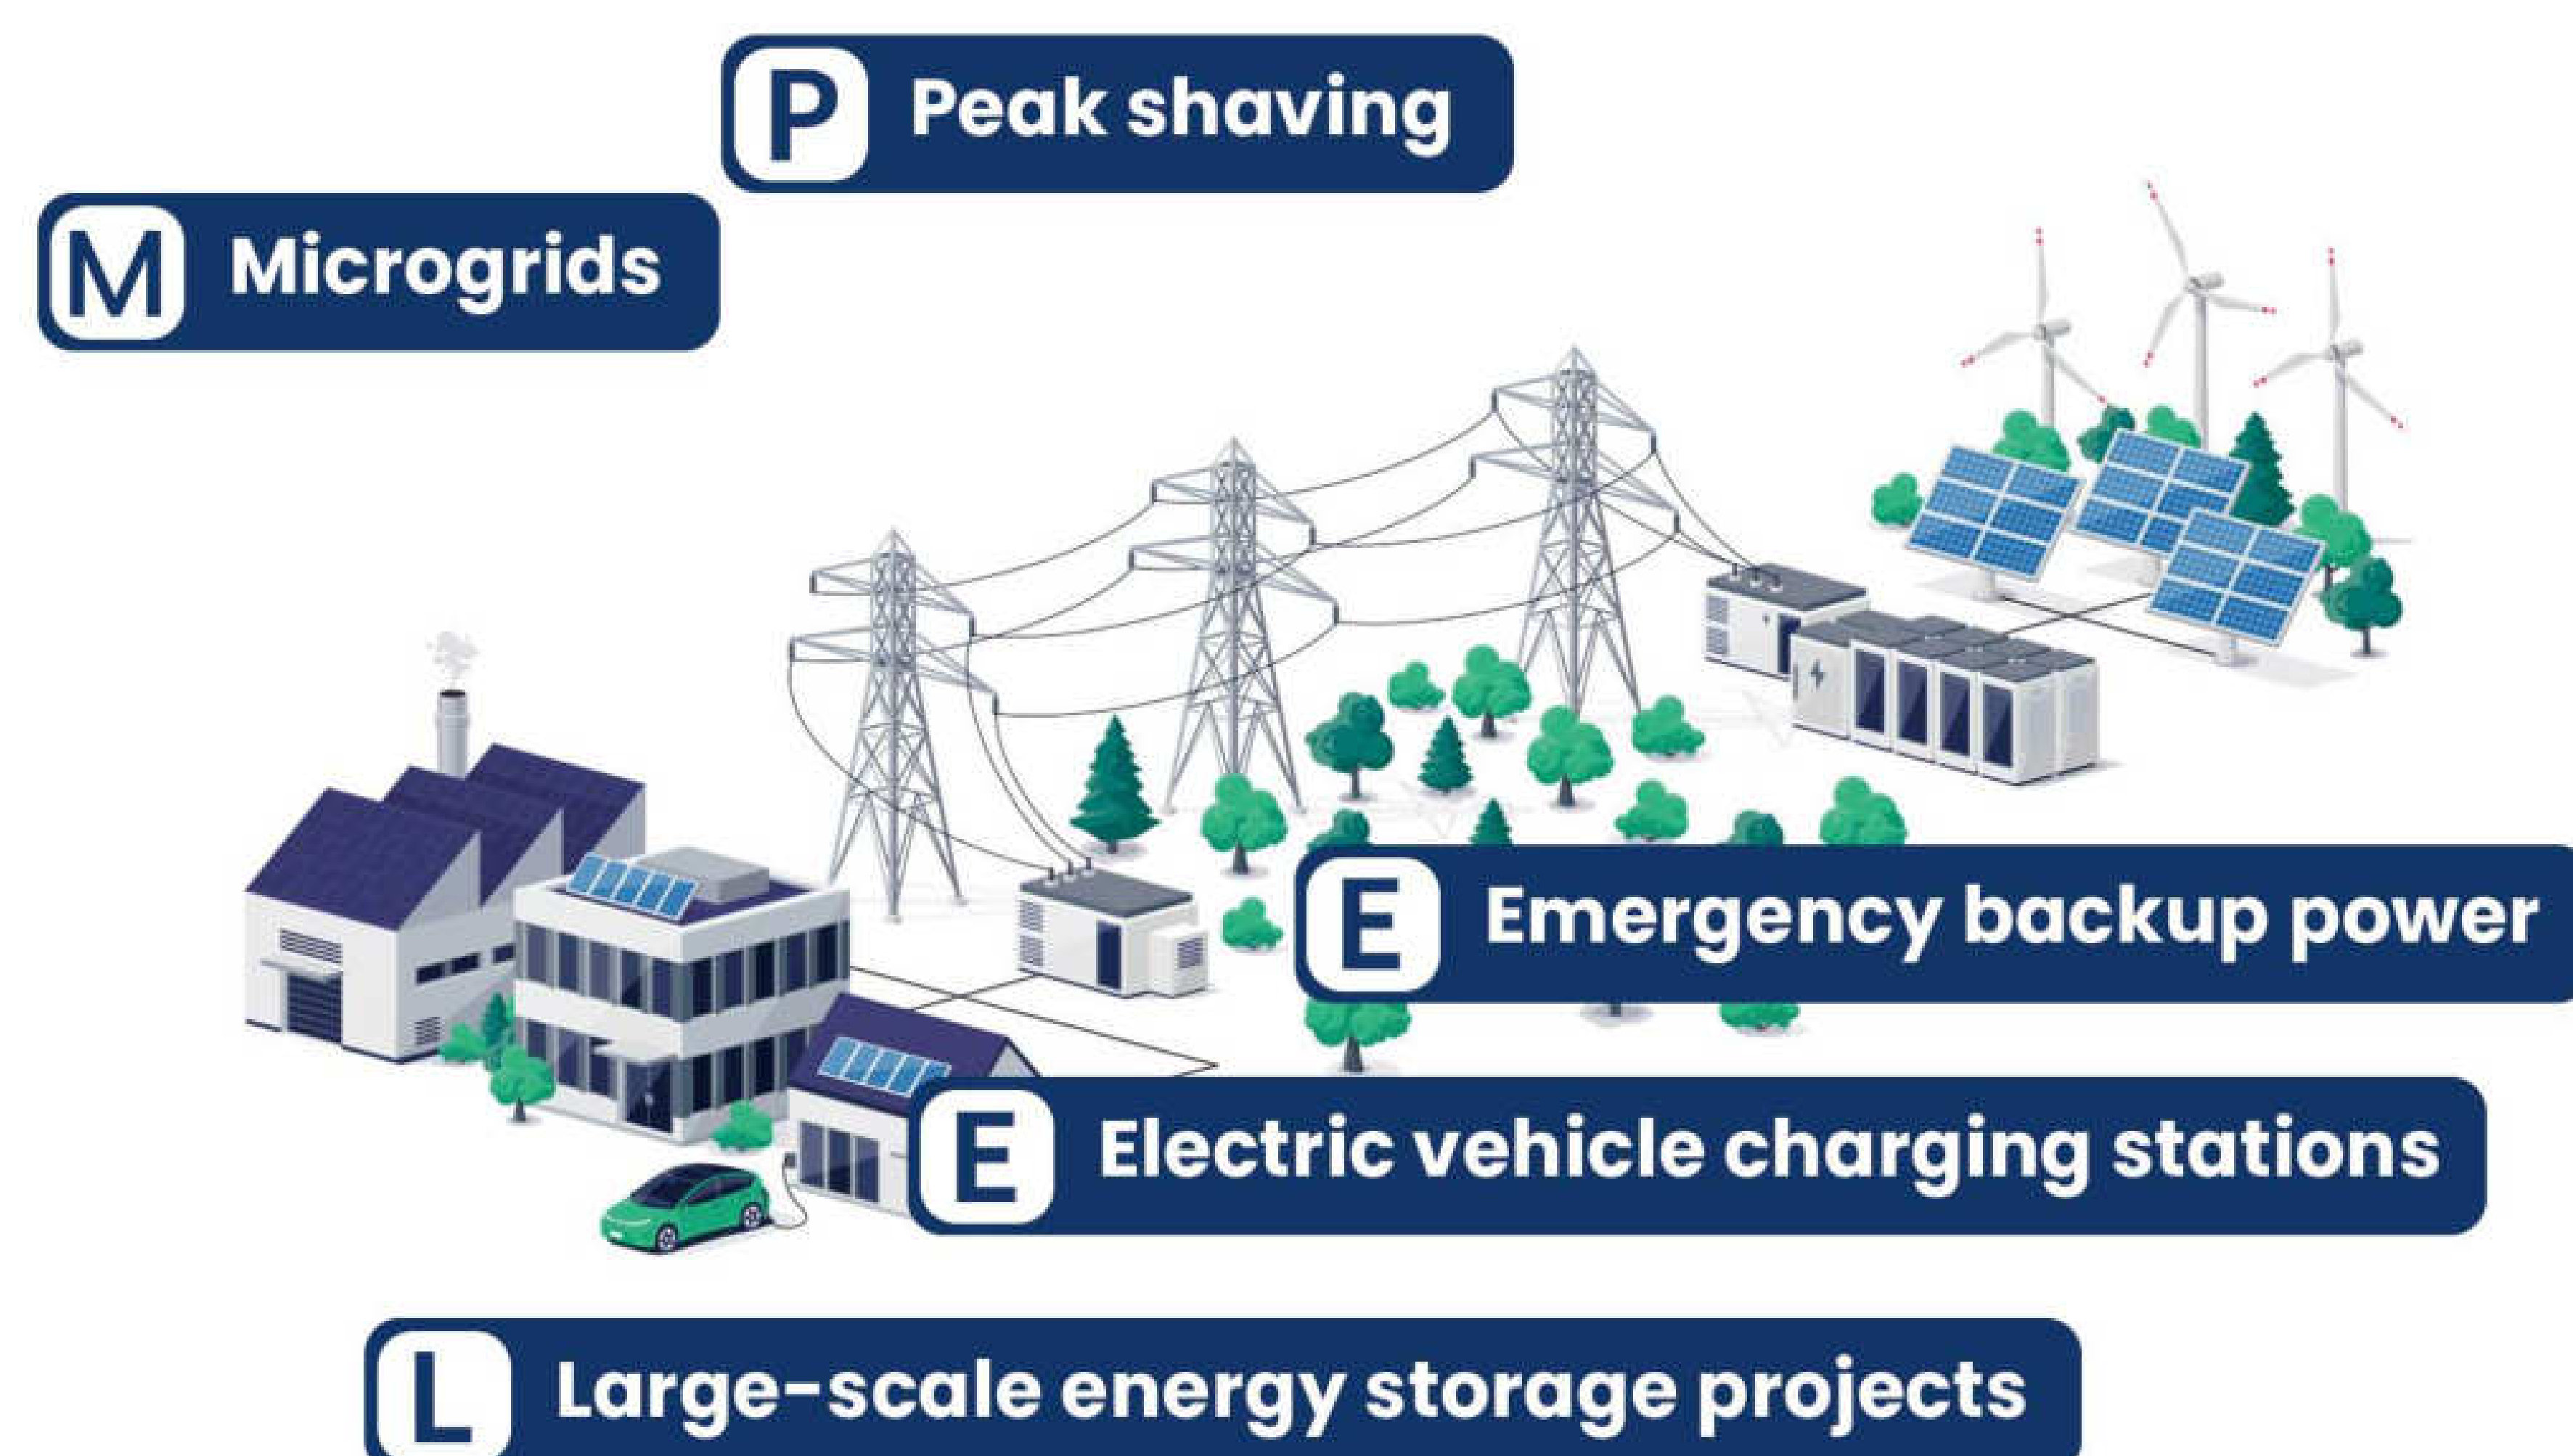 P Peak shaving
M Microgrids
E Emergency backup power
E Electric vehicle charging stations
L Large-scale energy storage projects